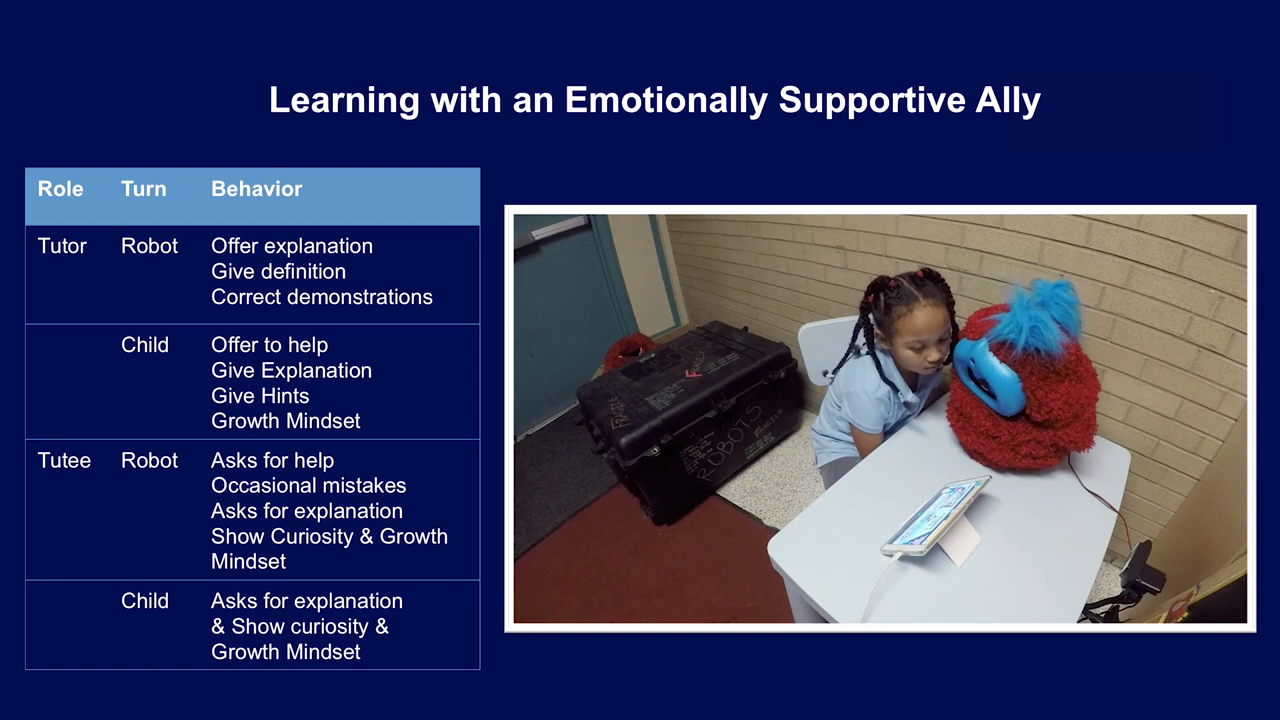 Learning with an Emotionally Supportive Ally
Role Turn Behavior
Tutor Robot Offer explanation
Give definition
Correct demonstrations
Child Offer to help
Give Explanation
Give Hints
Growth Mindset
Tutee Robot Asks for help
Occasional mistakes
Asks for explanation
Show Curiosity & Growth
Mindset
Child Asks for explanation
& Show curiosity &
Growth Mindset
FRAGILE
ROBOTS